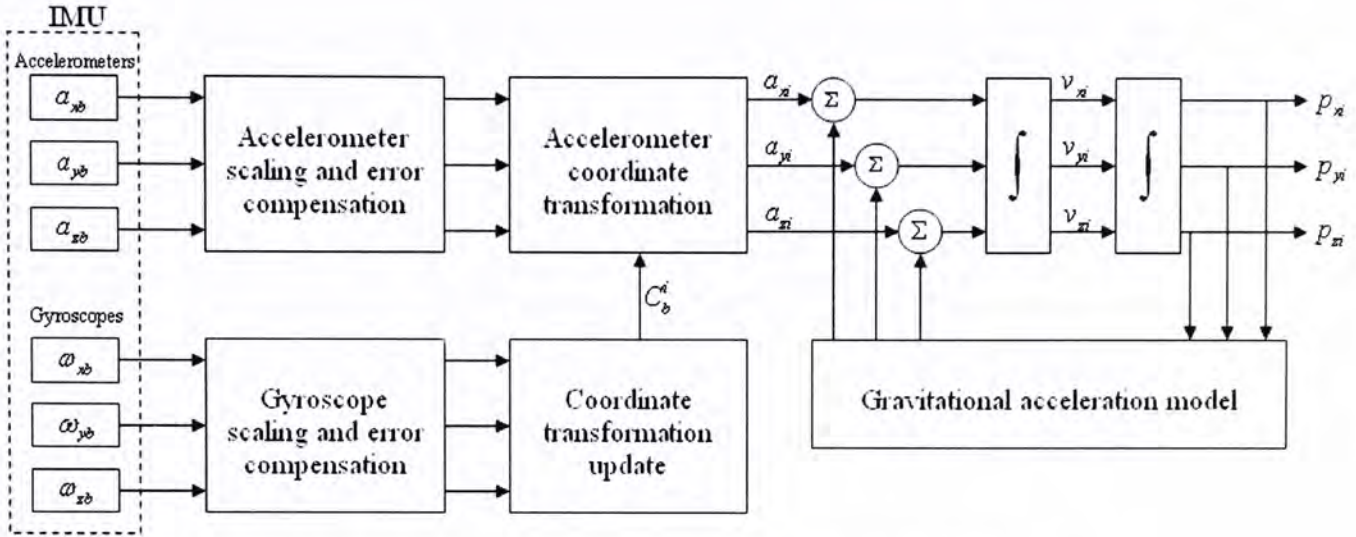 IMU
Accelerometers
a_xb
a_yb
a_zb
Accelerometer
scaling and error
compensation
Accelerometer
coordinate
transformation
a_xi
a_yi
a_zi
Σ
Σ
Σ
∫
v_xi
v_yi
v_zi
∫
p_xi
p_yi
p_zi
C_b^i
Gyroscopes
ω_xb
ω_yb
ω_zb
Gyroscope
scaling and error
compensation
Coordinate
transformation
update
Gravitational acceleration model